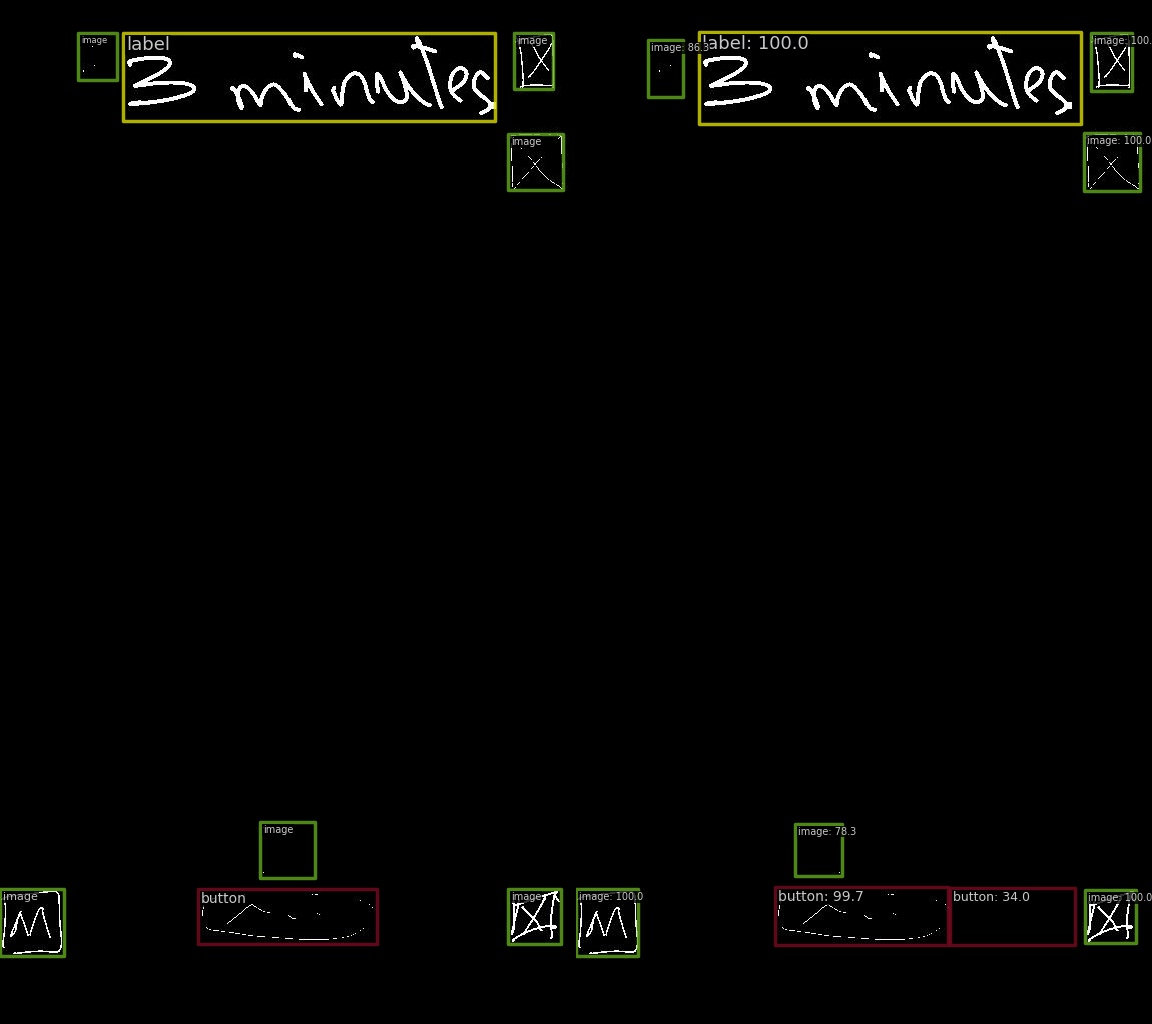 image
label
image
image: 86.3
label: 100.0
image: 100.
3 minutes
3 minutes
image
image: 100.0
image
image: 78.3
image
button
image
image: 100.0
button: 99.7
button: 34.0
image: 100.0
M
M